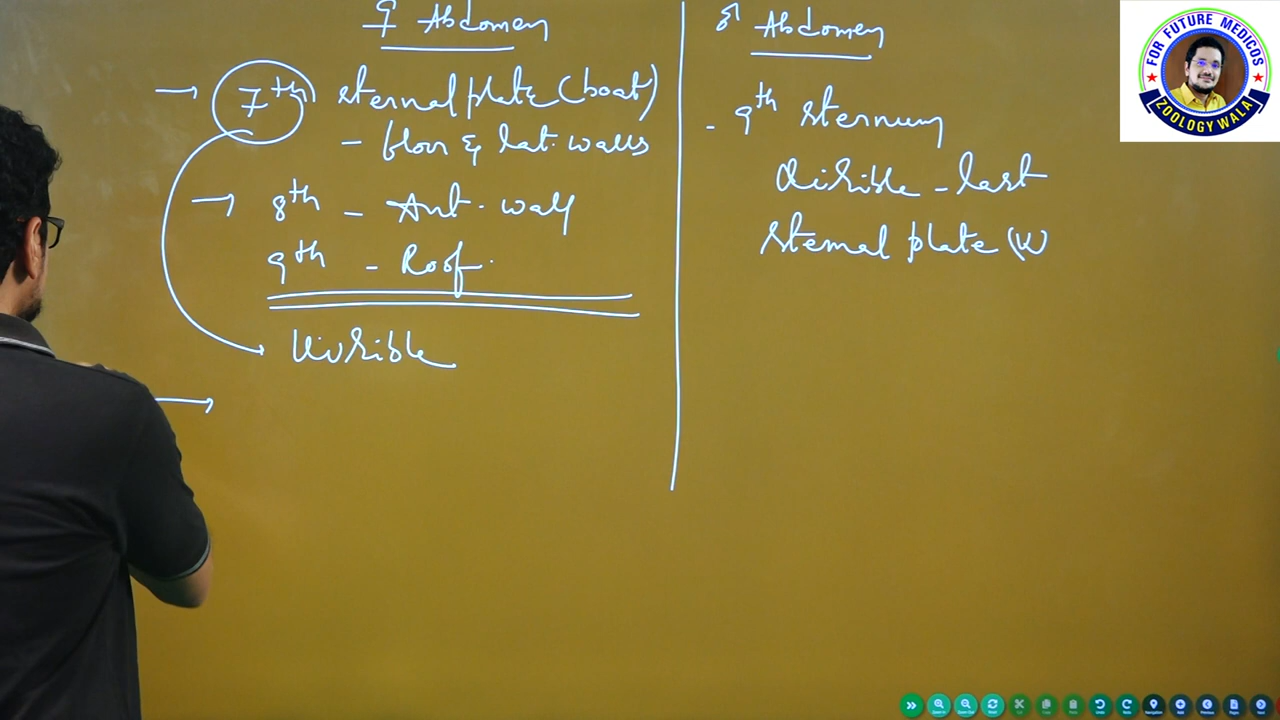 ♀ Abdomen
→ 7th sternal plate (boat)
- floor & lat. walls
→ 8th - Ant. wall
9th - Roof.
Visible
→
♂ Abdomen
- 9th sternum
Visible - last
sternal plate
FOR FUTURE MEDICOS
ZOOLOGY WALA